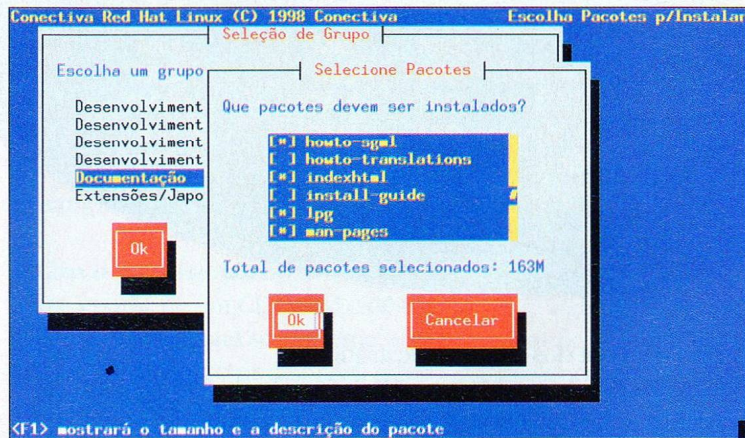 Conectiva Red Hat Linux (C) 1998 Conectiva Escolha Pacotes p/Instalar
Seleção de Grupo
Escolha um grupo
Desenvolviment
Desenvolviment
Desenvolviment
Desenvolviment
Documentação
Extensões/Japo
Ok
Selecione Pacotes
Que pacotes devem ser instalados?
[*] howto-sgml
[ ] howto-translations
[*] indexhtml
[ ] install-guide
[*] lpg
[*] man-pages
Total de pacotes selecionados: 163M
Ok Cancelar
<F1> mostrará o tamanho e a descrição do pacote